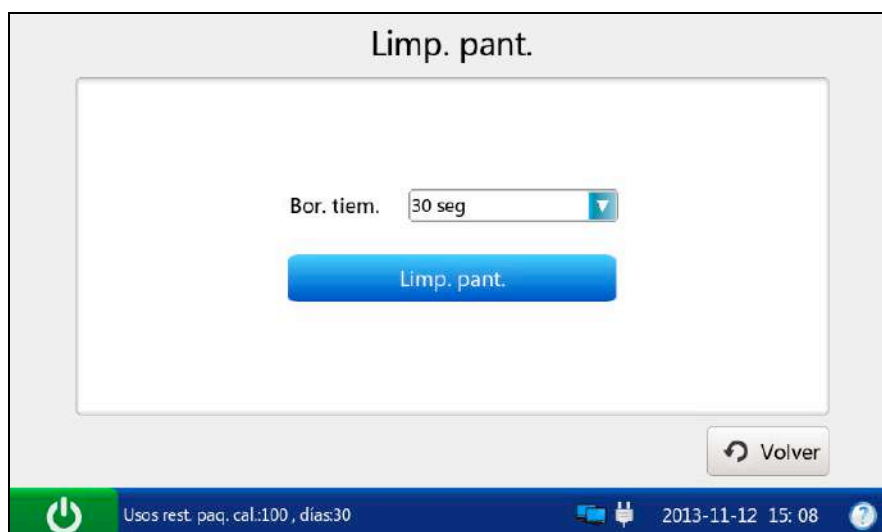 Limp. pant.
Bor. tiem. 30 seg
Limp. pant.
Volver
Usos rest. paq. cal.:100 , días:30 2013-11-12 15: 08 ?